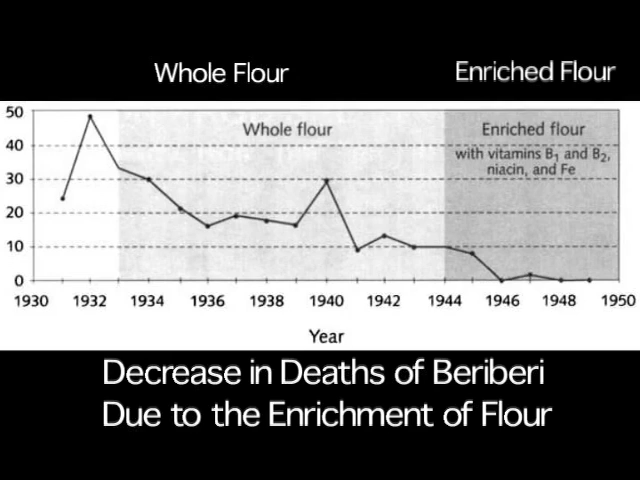 Whole Flour
Enriched Flour
Whole flour
Enriched flour
with vitamins B₁ and B₂,
niacin, and Fe
50
40
30
20
10
0
1930 1932 1934 1936 1938 1940 1942 1944 1946 1948 1950
Year
Decrease in Deaths of Beriberi
Due to the Enrichment of Flour